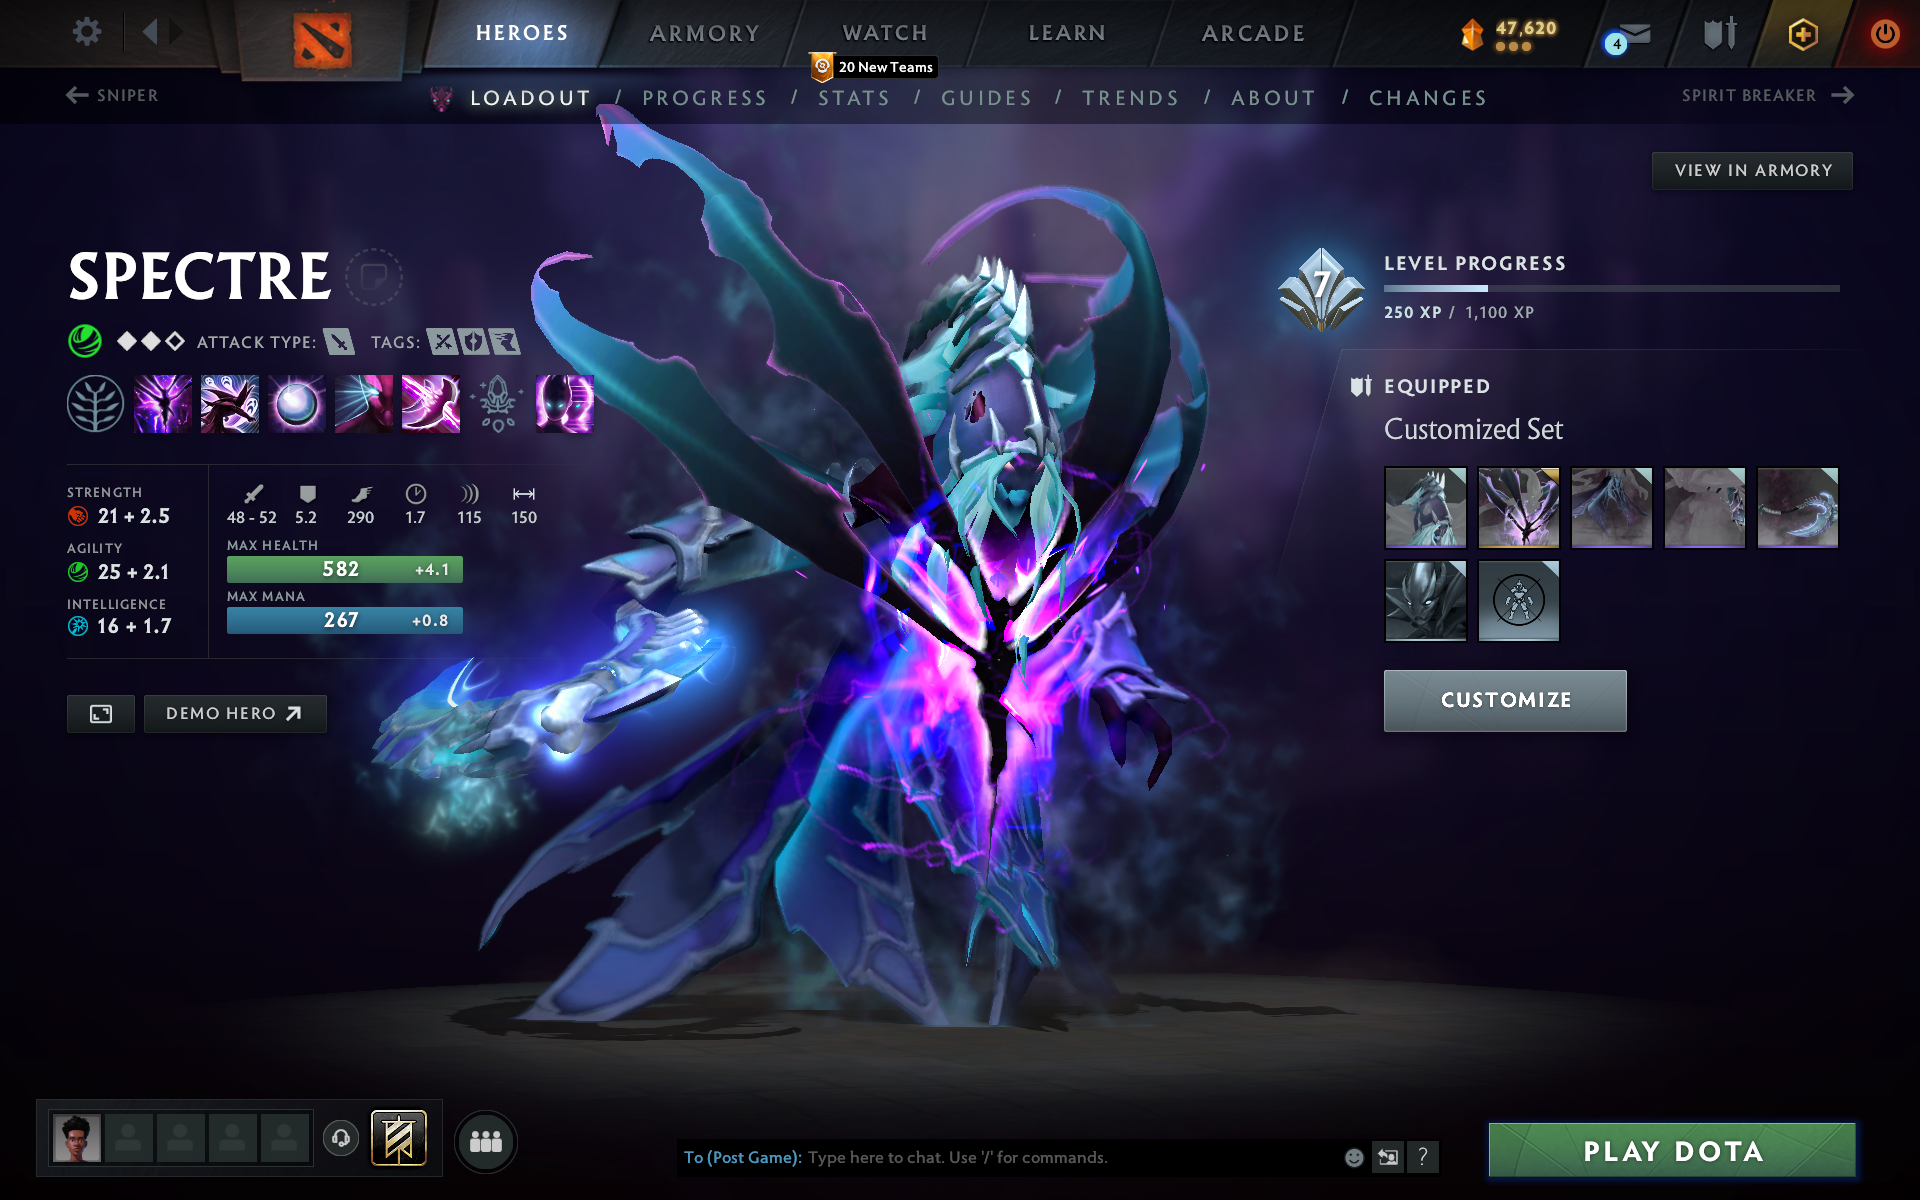 HEROES
ARMORY
WATCH
LEARN
ARCADE
47,620
4
20 New Teams
SNIPER
LOADOUT / PROGRESS / STATS / GUIDES / TRENDS / ABOUT / CHANGES
SPIRIT BREAKER
VIEW IN ARMORY
SPECTRE
ATTACK TYPE:
TAGS:
STRENGTH
21 + 2.5
AGILITY
25 + 2.1
INTELLIGENCE
16 + 1.7
48 - 52
5.2
290
1.7
115
150
MAX HEALTH
582
+4.1
MAX MANA
267
+0.8
DEMO HERO
7
LEVEL PROGRESS
250 XP / 1,100 XP
EQUIPPED
Customized Set
CUSTOMIZE
To (Post Game): Type here to chat. Use '/' for commands.
?
PLAY DOTA